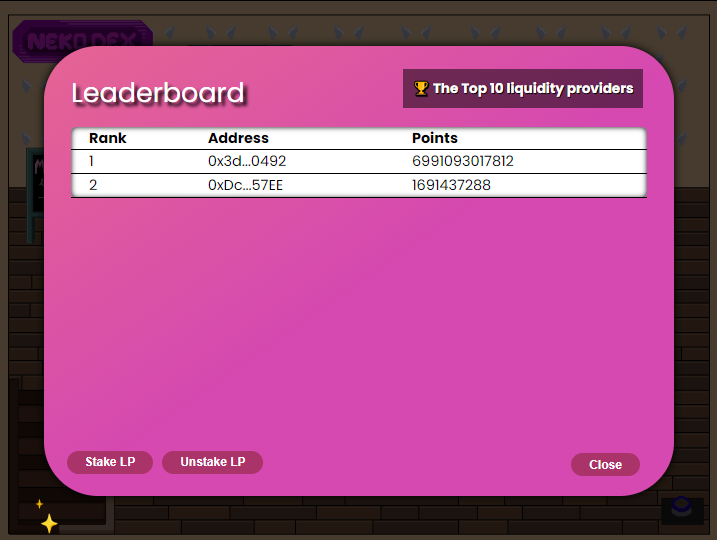 NEKO DEX
Leaderboard
🏆 The Top 10 liquidity providers
Rank Address Points
1 0x3d...0492 6991093017812
2 0xDc...57EE 1691437288
Stake LP Unstake LP Close